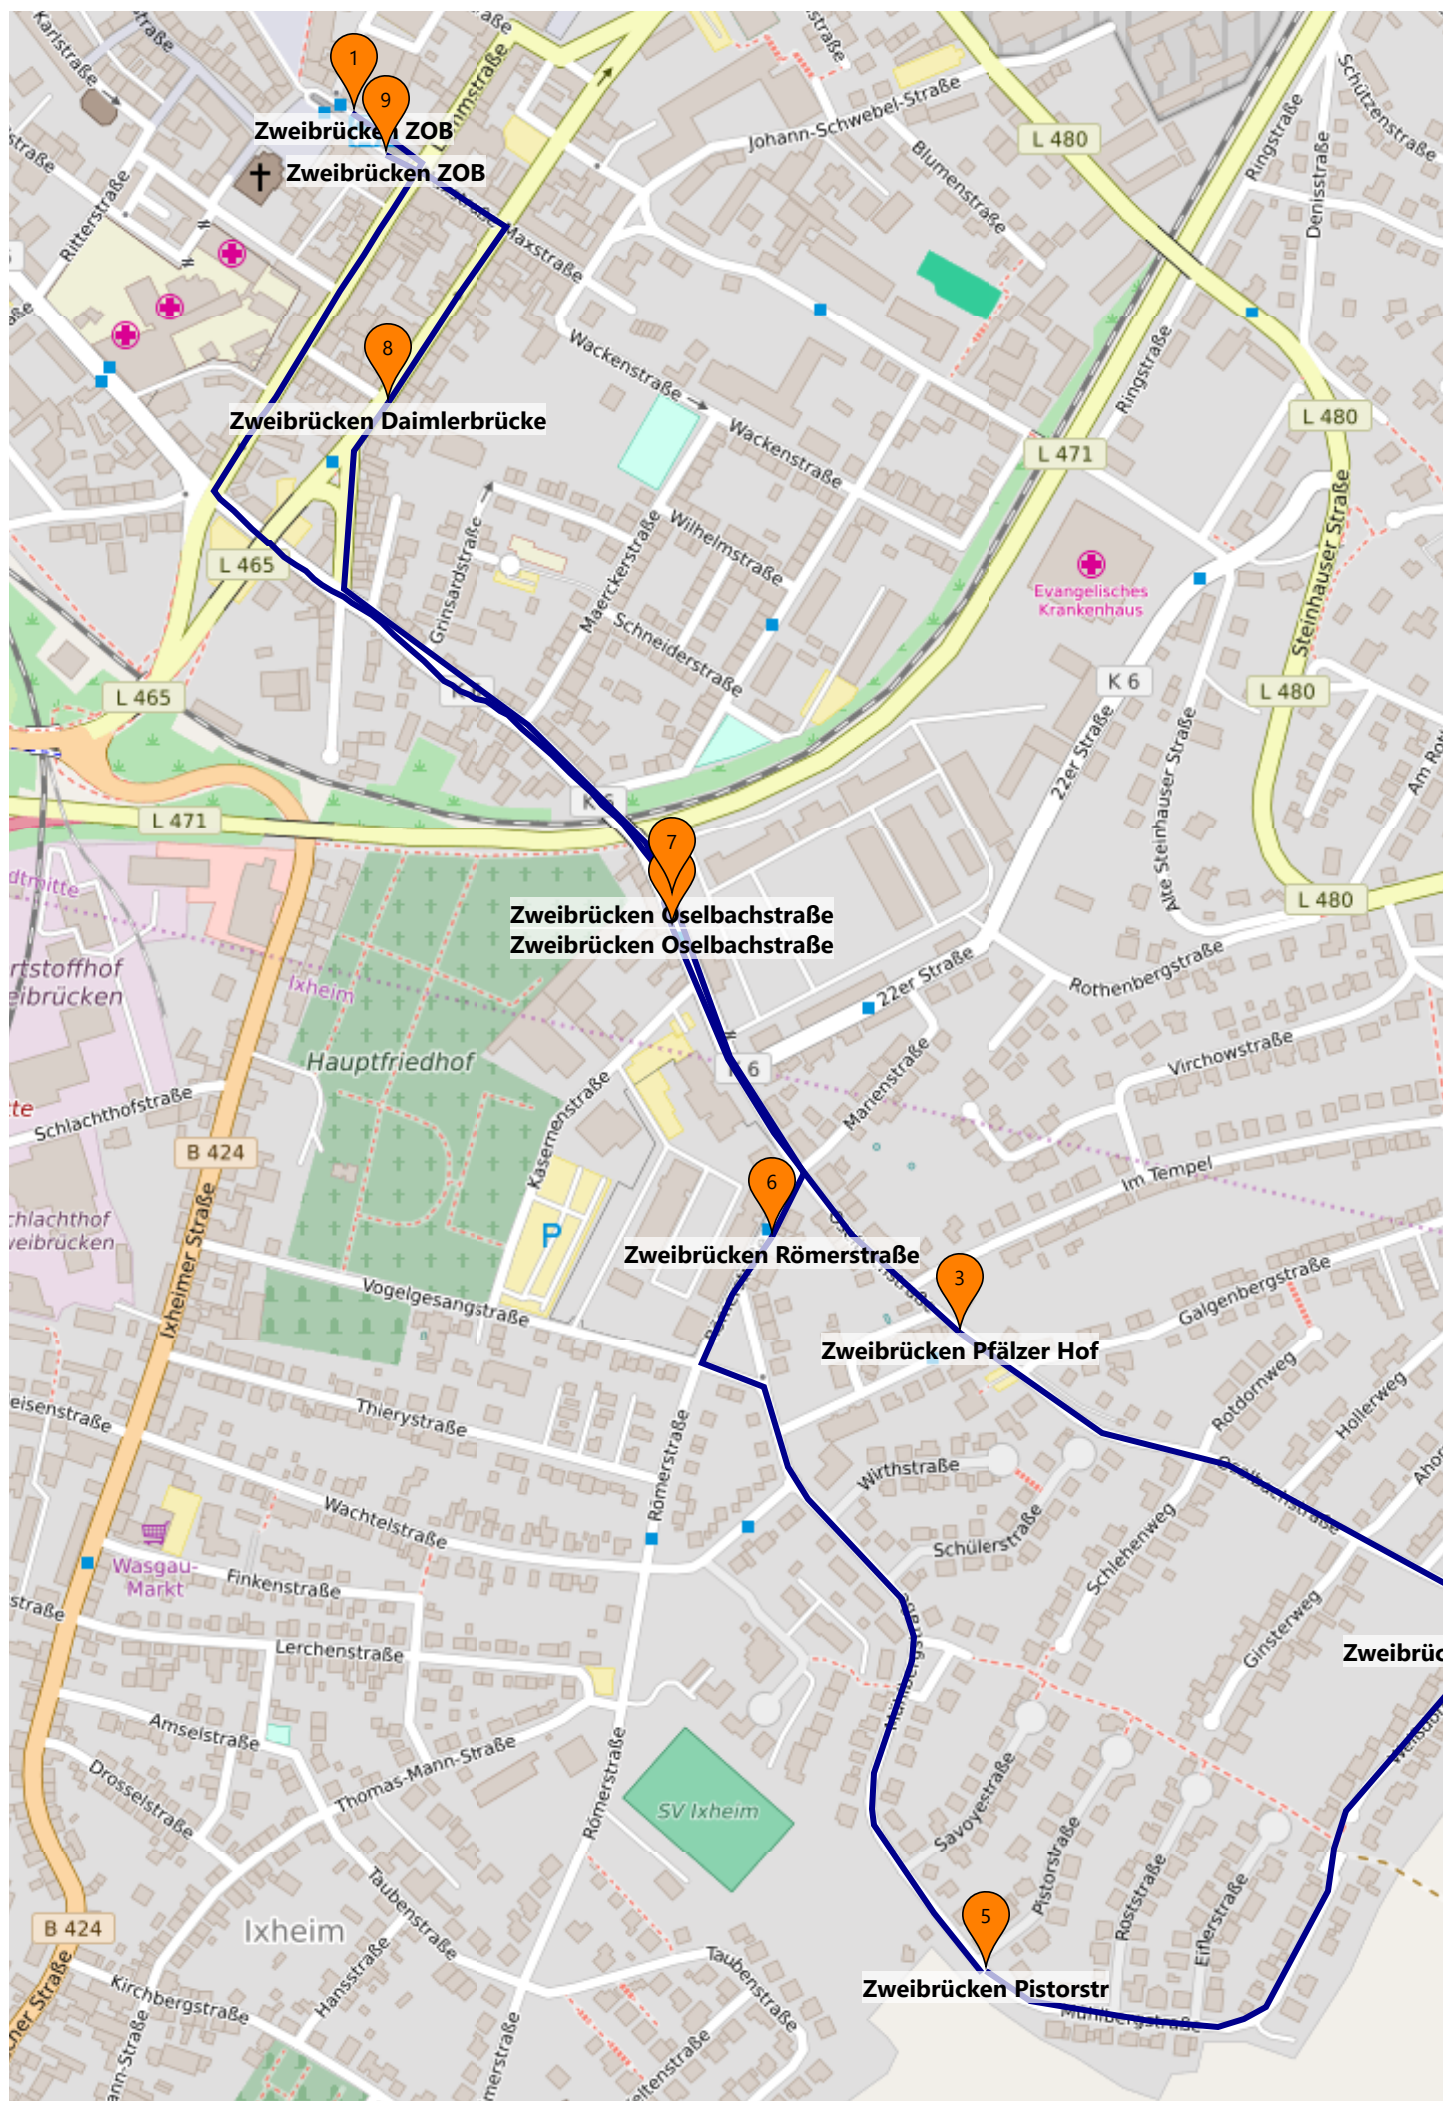 Karlstraße
1
9
Zweibrücken ZOB
Zweibrücken ZOB
Johann-Schwebel-Straße
L 480
Blumenstraße
Ringstraße
Schützenstraße
Denisstraße
Ritterstraße
Maxstraße
Wackenstraße
Wackenstraße
8
Zweibrücken Daimlerbrücke
Ringstraße
L 480
L 471
Steinhauser Straße
L 465
Grinsardstraße
Wilhelmstraße
Maerckerstraße
Schneiderstraße
Evangelisches
Krankenhaus
K 6
L 480
L 465
22er Straße
Alte Steinhauser Straße
K 6
L 471
7
L 480
Zweibrücken Oselbachstraße
Zweibrücken Oselbachstraße
Ixheim
22er Straße
Rothenbergstraße
Hauptfriedhof
K 6
Virchowstraße
Marienstraße
Kasernenstraße
Schlachthofstraße
B 424
6
Im Tempel
P
Zweibrücken Römerstraße
3
Galgenbergstraße
Ixheimer Straße
Vogelgesangstraße
Zweibrücken Pfälzer Hof
Thierystraße
Rotdornweg
Hollerweg
Römerstraße
Wirthstraße
Oselbachstraße
Wachtelstraße
Schülerstraße
Schlehenweg
Wasgau-
Markt
Finkenstraße
Ginsterweg
Lerchenstraße
Mühlbergstraße
Amselstraße
Thomas-Mann-Straße
Drosselstraße
Römerstraße
SV Ixheim
Savoyestraße
Pistorstraße
Roststraße
Eiflerstraße
5
Taubenstraße
B 424
Ixheim
Hansstraße
Taubenstraße
Zweibrücken Pistorstr
Kirchbergstraße
Mühlbergstraße